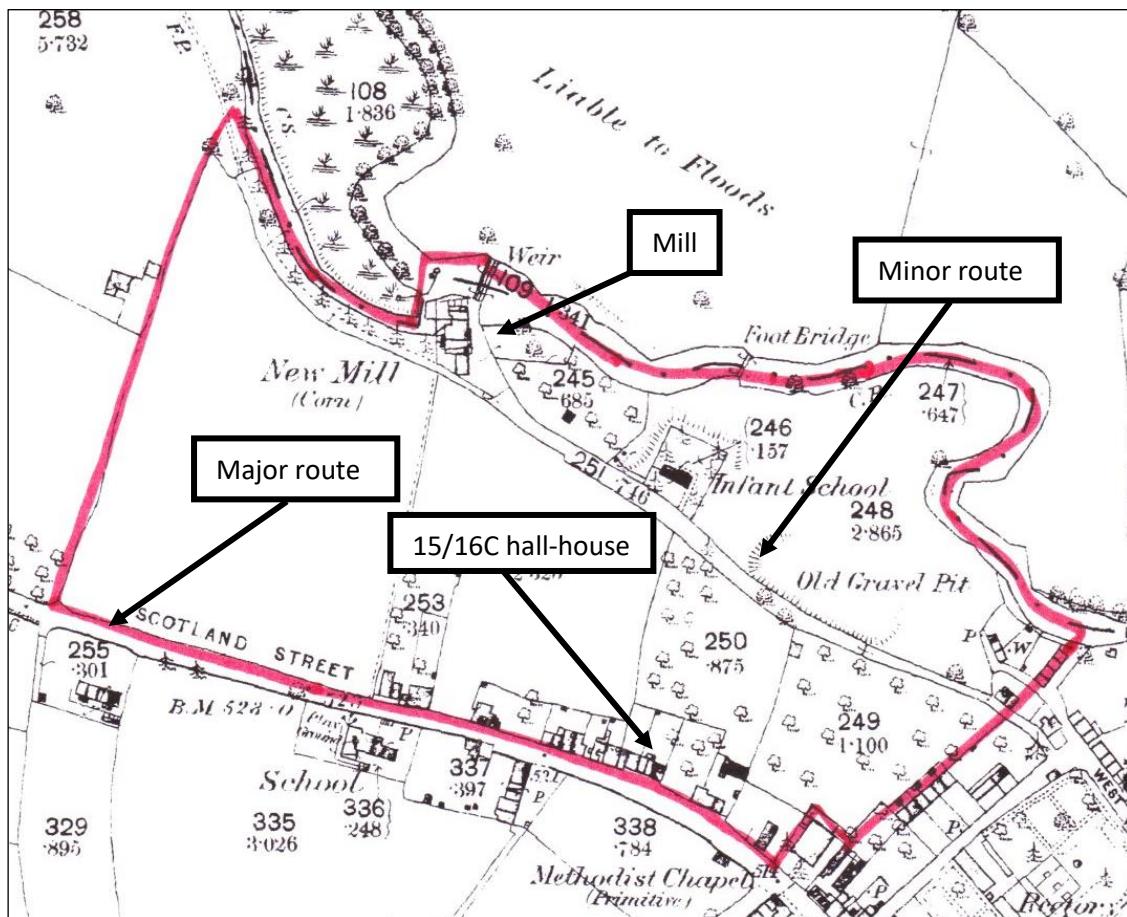 258
5·732
F.P.
108
1·836
Liable to Floods
Mill
Minor route
Weir
109
1·341
Foot Bridge
New Mill
(Corn)
245
·685
246
·157
247
·647
251
·746
Infant School
248
2·865
Major route
15/16C hall-house
Old Gravel Pit
SCOTLAND STREET
253
·340
250
·875
255
·301
B.M. 528·0
249
1·100
P
W
School
337
·397
P
WEST
329
·895
335
3·026
336
·248
338
·784
Methodist Chapel
(Primitive)
P
P
Rectory